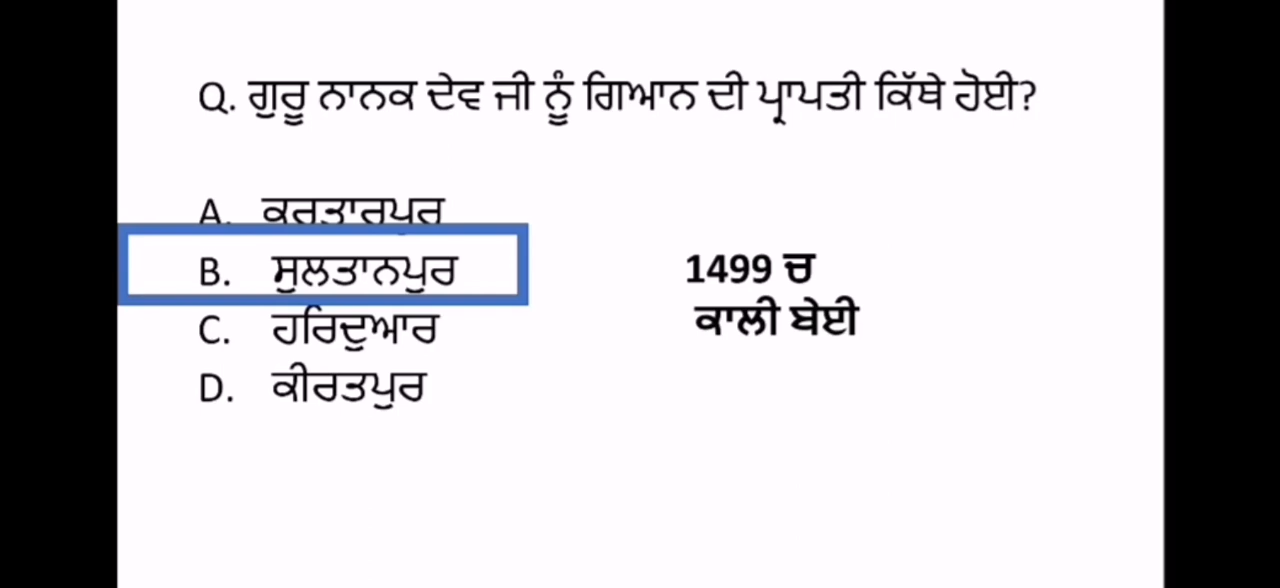 Q. ਗੁਰੂ ਨਾਨਕ ਦੇਵ ਜੀ ਨੂੰ ਗਿਆਨ ਦੀ ਪ੍ਰਾਪਤੀ ਕਿੱਥੇ ਹੋਈ?
A. ਕਰਤਾਰਪੁਰ
B. ਸੁਲਤਾਨਪੁਰ
C. ਹਰਿਦੁਆਰ
D. ਕੀਰਤਪੁਰ
1499 ਚ
ਕਾਲੀ ਬੇਈ